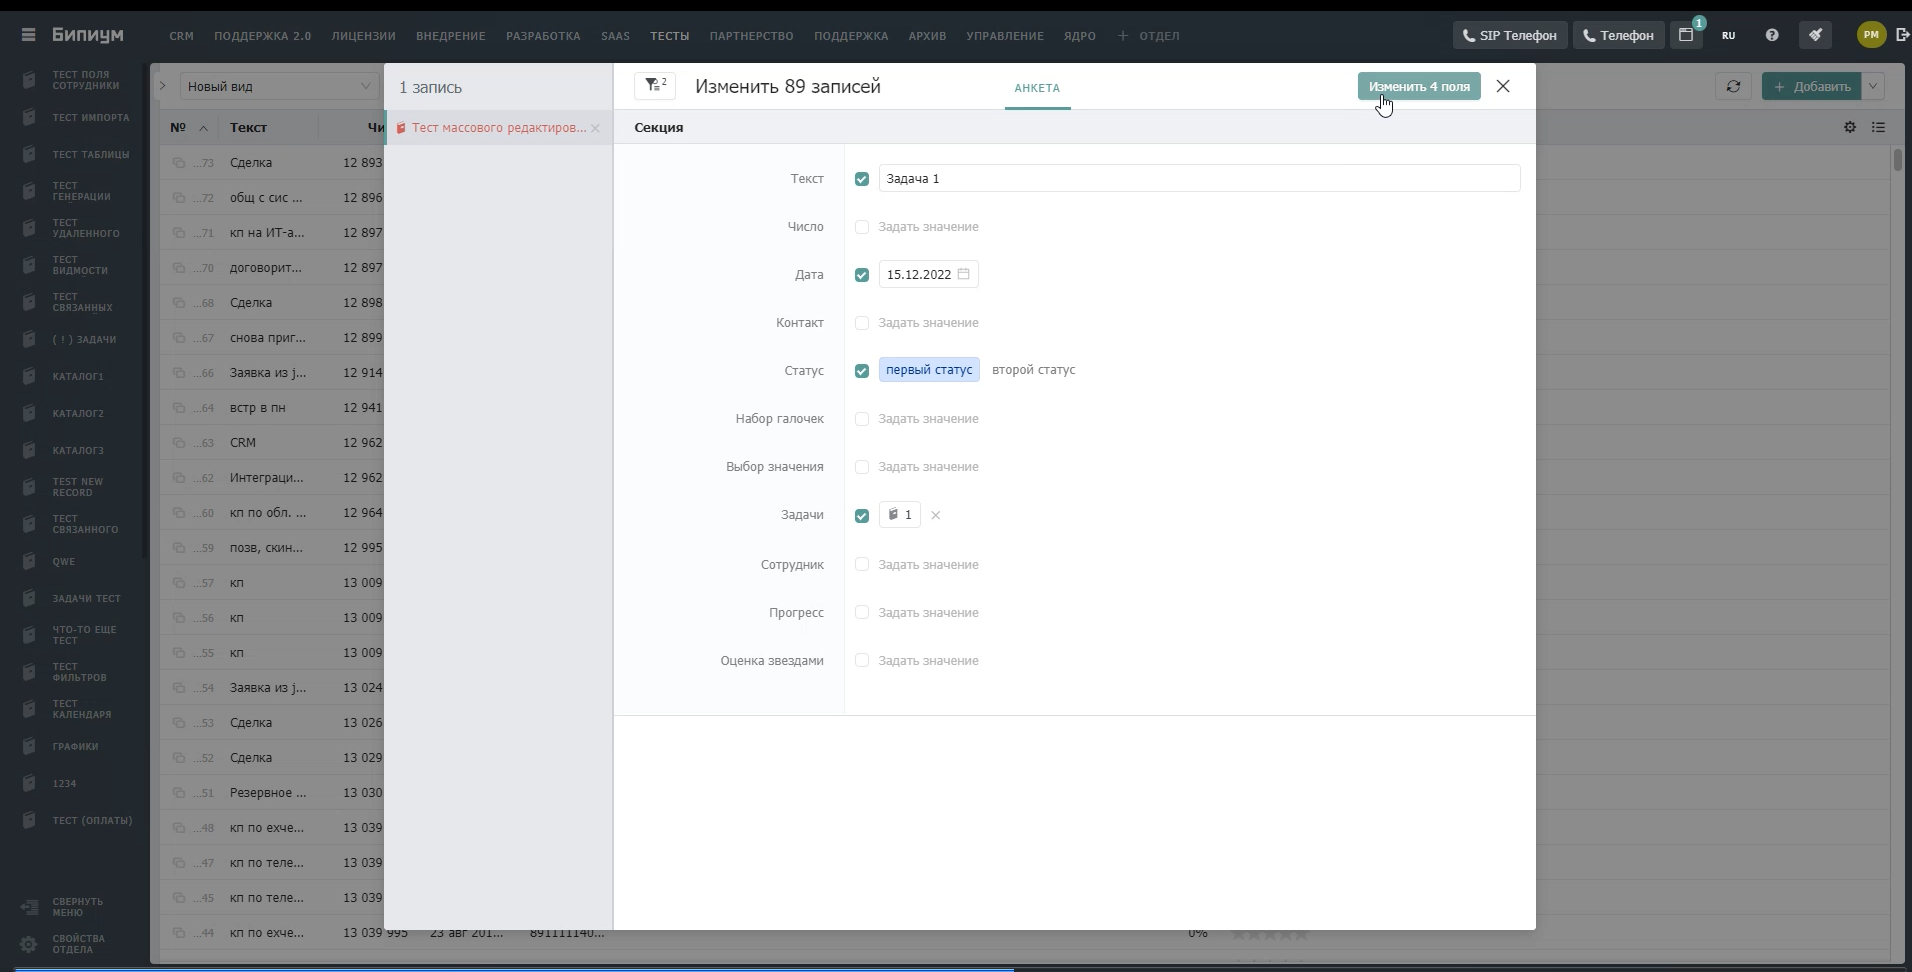 Бипиум
CRM
ПОДДЕРЖКА 2.0
ЛИЦЕНЗИИ
ВНЕДРЕНИЕ
РАЗРАБОТКА
SAAS
ТЕСТЫ
ПАРТНЕРСТВО
ПОДДЕРЖКА
АРХИВ
УПРАВЛЕНИЕ
ЯДРО
+ ОТДЕЛ
SIP Телефон
Телефон
1
RU
?
РМ
ТЕСТ ПОЛЯ
СОТРУДНИКИ
ТЕСТ ИМПОРТА
ТЕСТ ТАБЛИЦЫ
ТЕСТ
ГЕНЕРАЦИИ
ТЕСТ
УДАЛЕННОГО
ТЕСТ
ВИДМОСТИ
ТЕСТ
СВЯЗАННЫХ
( ! ) ЗАДАЧИ
КАТАЛОГ1
КАТАЛОГ2
КАТАЛОГ3
TEST NEW
RECORD
ТЕСТ
СВЯЗАННОГО
QWE
ЗАДАЧИ ТЕСТ
ЧТО-ТО ЕЩЕ
ТЕСТ
ТЕСТ
ФИЛЬТРОВ
ТЕСТ
КАЛЕНДАРЯ
ГРАФИКИ
1234
ТЕСТ (ОПЛАТЫ)
СВЕРНУТЬ
МЕНЮ
СВОЙСТВА
ОТДЕЛА
Новый вид
+ Добавить
№ Текст Чи
...73 Сделка 12 893
...72 общ с сис ... 12 896
...71 кп на ИТ-а... 12 897
...70 договорит... 12 897
...68 Сделка 12 898
...67 снова приг... 12 899
...66 Заявка из j... 12 914
...64 встр в пн 12 941
...63 CRM 12 962
...62 Интеграци... 12 962
...60 кп по обл. ... 12 964
...59 позв, скин... 12 995
...57 кп 13 009
...56 кп 13 009
...55 кп 13 009
...54 Заявка из j... 13 024
...53 Сделка 13 026
...52 Сделка 13 029
...51 Резервное ... 13 030
...48 кп по ехче... 13 039
...47 кп по теле... 13 039
...45 кп по теле... 13 039
...44 кп по ехче... 13 039 995 23 авг 201... 891111140... 0%
1 запись
Тест массового редактиров...
2
Изменить 89 записей
АНКЕТА
Изменить 4 поля
Секция
Текст Задача 1
Число Задать значение
Дата 15.12.2022
Контакт Задать значение
Статус первый статус второй статус
Набор галочек Задать значение
Выбор значения Задать значение
Задачи 1
Сотрудник Задать значение
Прогресс Задать значение
Оценка звездами Задать значение